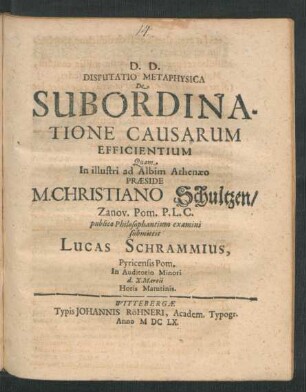 D. D.
DISPUTATIO METAPHYSICA
De
SUBORDINA-
TIONE CAUSARUM
EFFICIENTIUM
Quam
In illustri ad Albim Athenæo
PRÆSIDE
M. CHRISTIANO Schultzen/
Zanov. Pom. P. L. C.
publico Philosophantium examini
submittit
LUCAS SCHRAMMIUS,
Pyricensis Pom.
In Auditorio Minori
d. X. Martii
Horis Matutinis.
WITTEBERGÆ
Typis JOHANNIS RÖHNERI, Academ. Typogr.
Anno M DC LX.